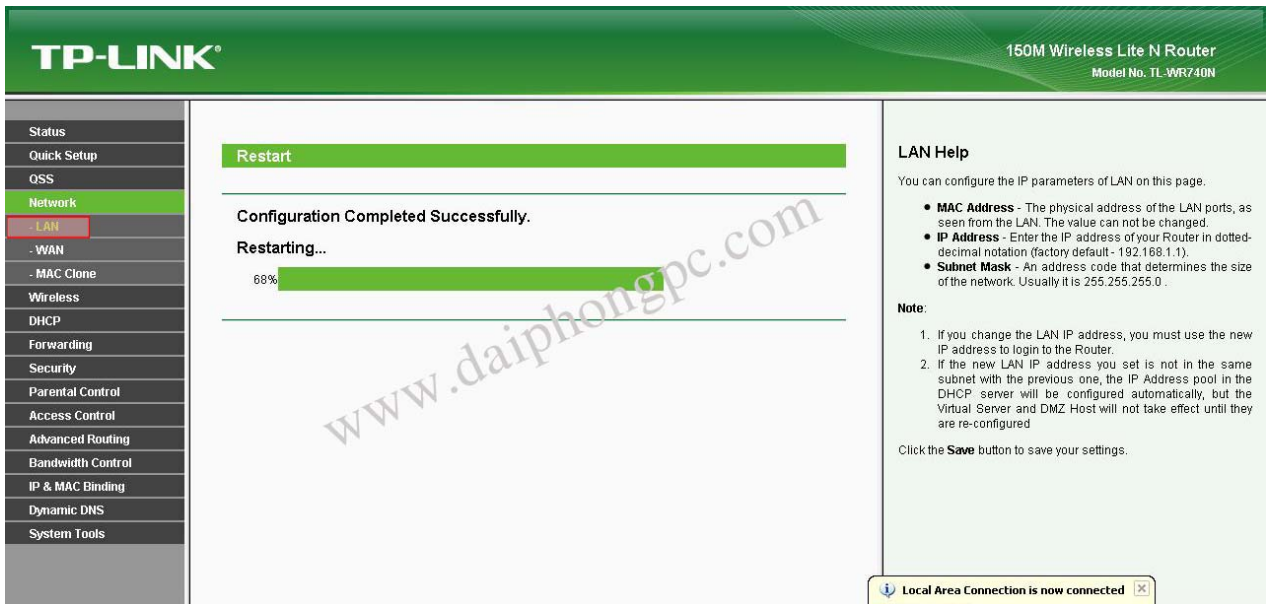 TP-LINK®
150M Wireless Lite N Router
Model No. TL-WR740N
Status
Quick Setup
QSS
Network
- LAN
- WAN
- MAC Clone
Wireless
DHCP
Forwarding
Security
Parental Control
Access Control
Advanced Routing
Bandwidth Control
IP & MAC Binding
Dynamic DNS
System Tools
Restart
Configuration Completed Successfully.
Restarting...
68%
www.daiphongpc.com
LAN Help
You can configure the IP parameters of LAN on this page.
● MAC Address - The physical address of the LAN ports, as
seen from the LAN. The value can not be changed.
● IP Address - Enter the IP address of your Router in dotted-
decimal notation (factory default - 192.168.1.1).
● Subnet Mask - An address code that determines the size
of the network. Usually it is 255.255.255.0 .
Note:
1. If you change the LAN IP address, you must use the new
IP address to login to the Router.
2. If the new LAN IP address you set is not in the same
subnet with the previous one, the IP Address pool in the
DHCP server will be configured automatically, but the
Virtual Server and DMZ Host will not take effect until they
are re-configured
Click the Save button to save your settings.
Local Area Connection is now connected